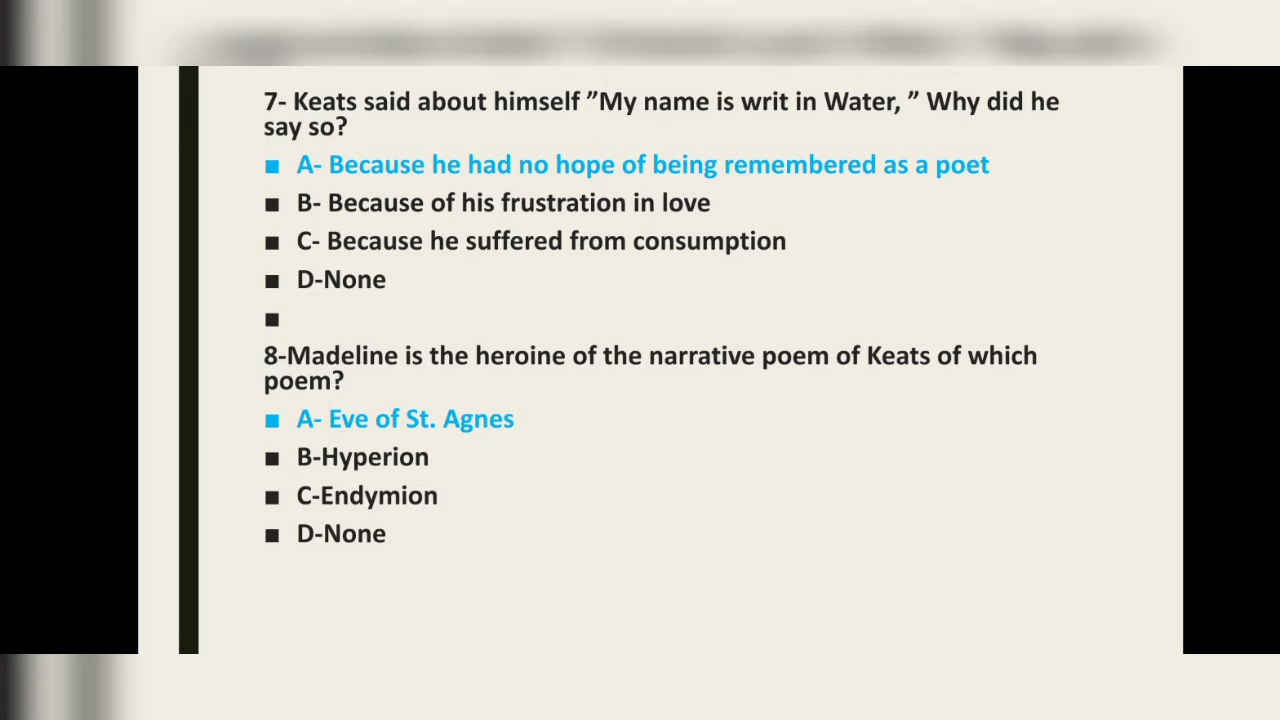 7- Keats said about himself ”My name is writ in Water, ” Why did he
say so?
■ A- Because he had no hope of being remembered as a poet
■ B- Because of his frustration in love
■ C- Because he suffered from consumption
■ D-None
■
8-Madeline is the heroine of the narrative poem of Keats of which
poem?
■ A- Eve of St. Agnes
■ B-Hyperion
■ C-Endymion
■ D-None